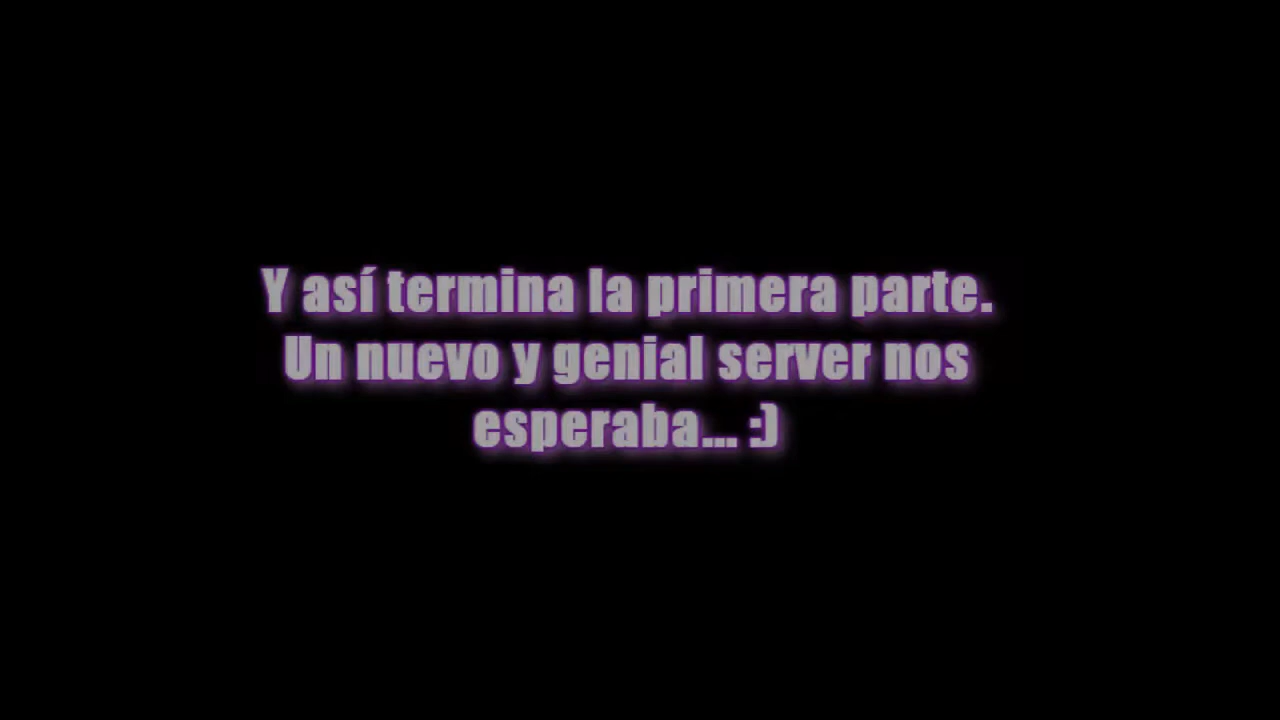 Y así termina la primera parte.
Un nuevo y genial server nos
esperaba... :)